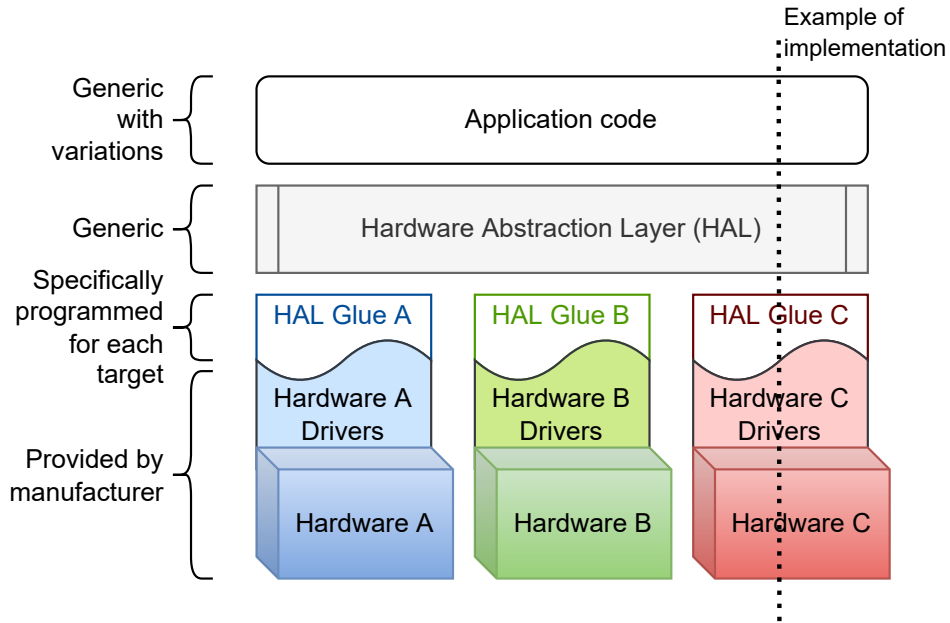 Example of
implementation
Generic
with
variations
Application code
Generic
Hardware Abstraction Layer (HAL)
Specifically
programmed
for each
target
HAL Glue A
HAL Glue B
HAL Glue C
Hardware A
Drivers
Hardware B
Drivers
Hardware C
Drivers
Provided by
manufacturer
Hardware A
Hardware B
Hardware C